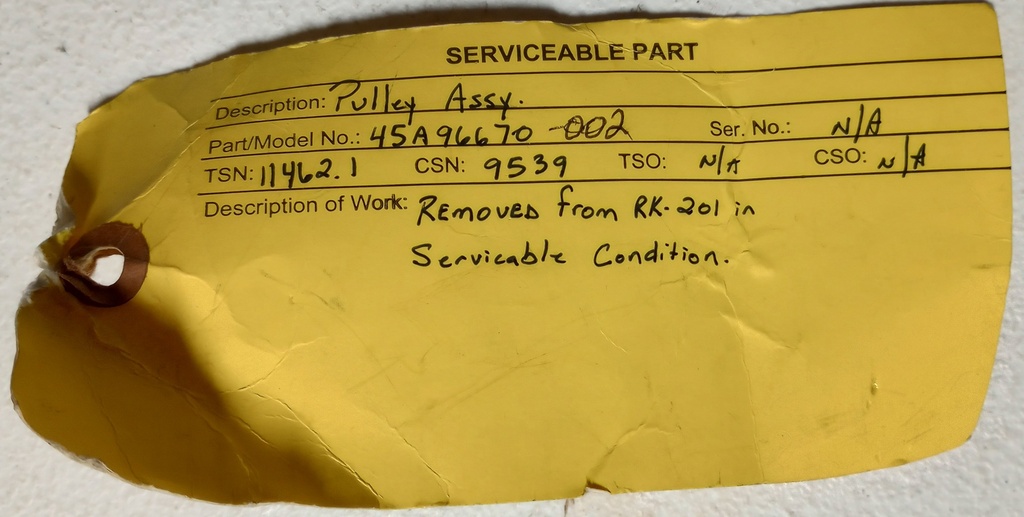 SERVICEABLE PART
Description: Pulley Assy.
Part/Model No.: 45A96670-002 Ser. No.: N/A
TSN: 11462.1 CSN: 9539 TSO: N/A CSO: N/A
Description of Work: Removed from RK-201 in
Servicable Condition.